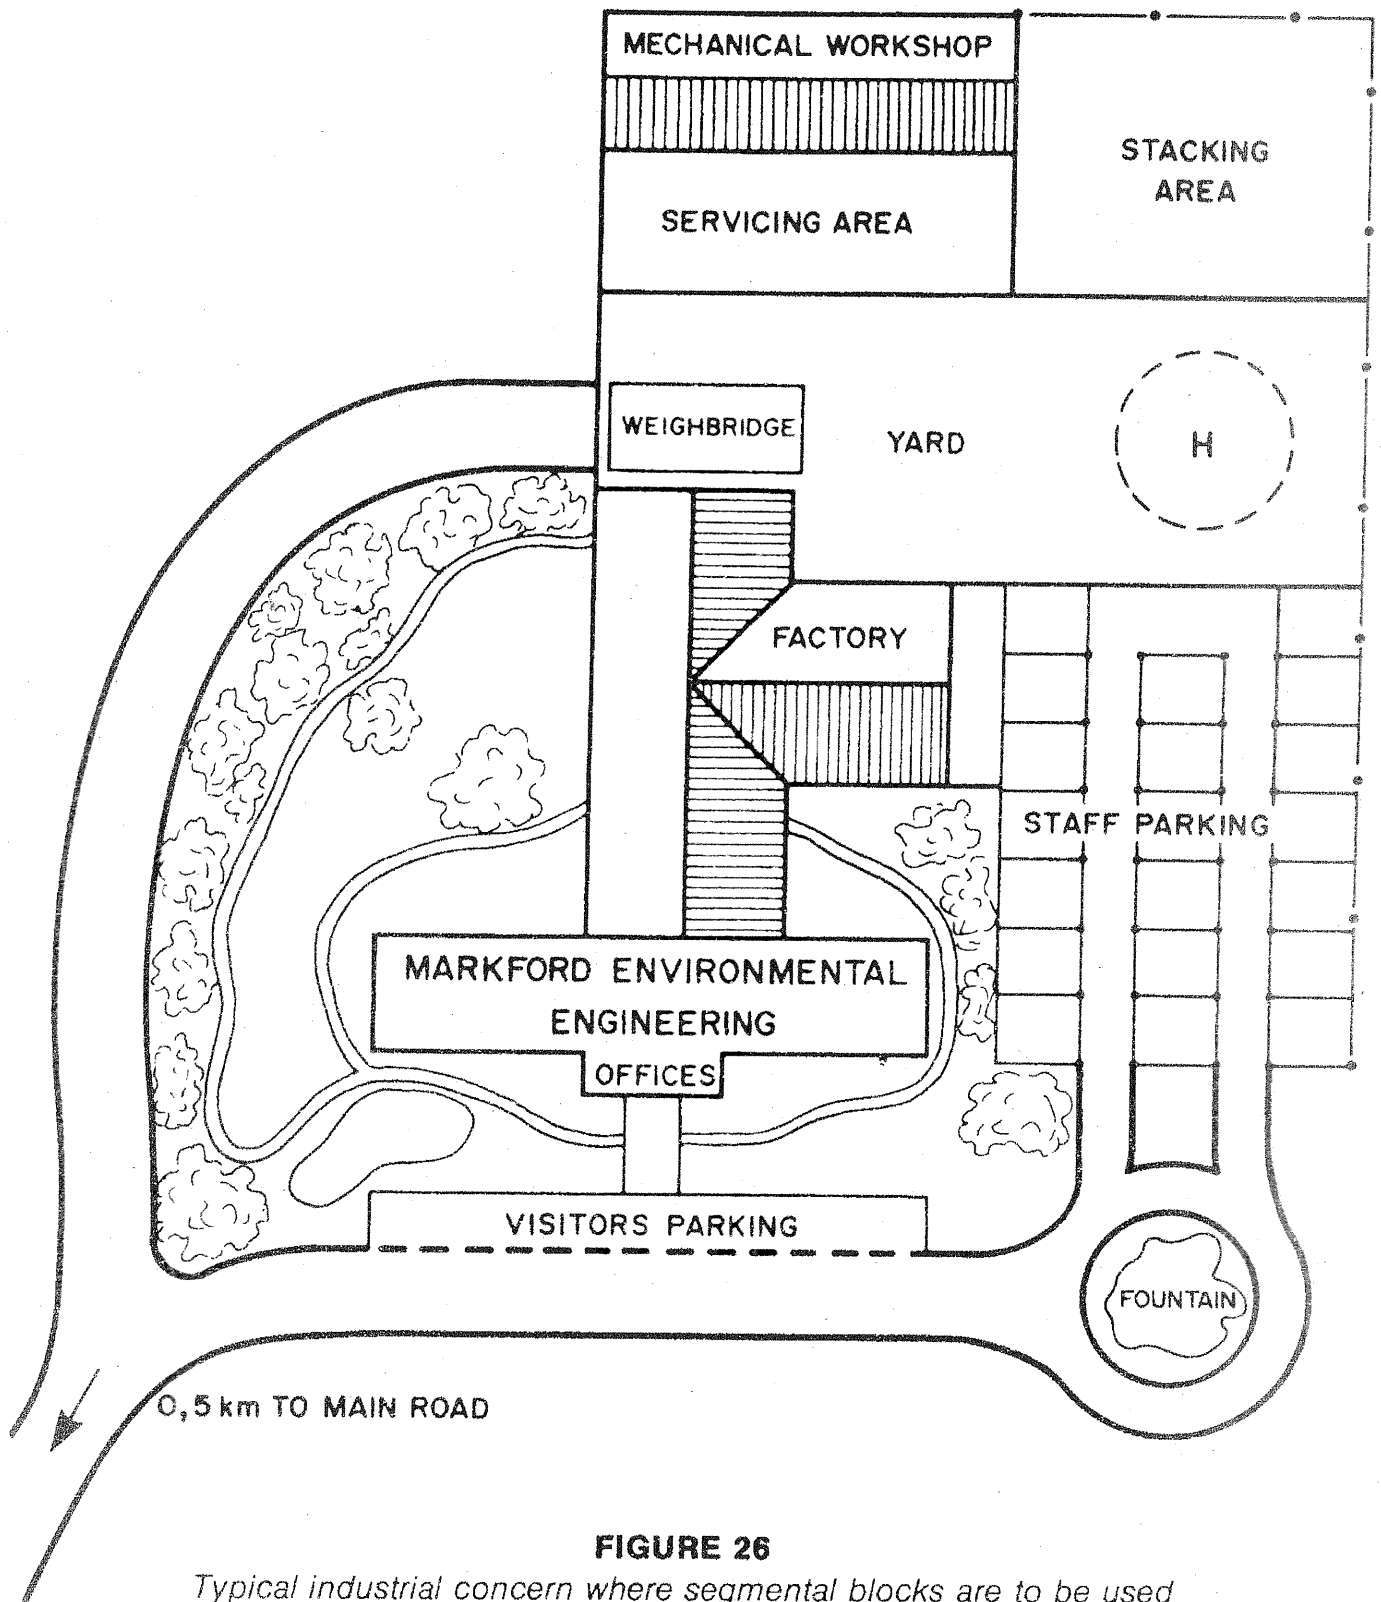 MECHANICAL WORKSHOP
STACKING
AREA
SERVICING AREA
WEIGHBRIDGE
YARD
H
FACTORY
STAFF PARKING
MARKFORD ENVIRONMENTAL
ENGINEERING
OFFICES
VISITORS PARKING
FOUNTAIN
0,5 km TO MAIN ROAD
FIGURE 26
Typical industrial concern where segmental blocks are to be used